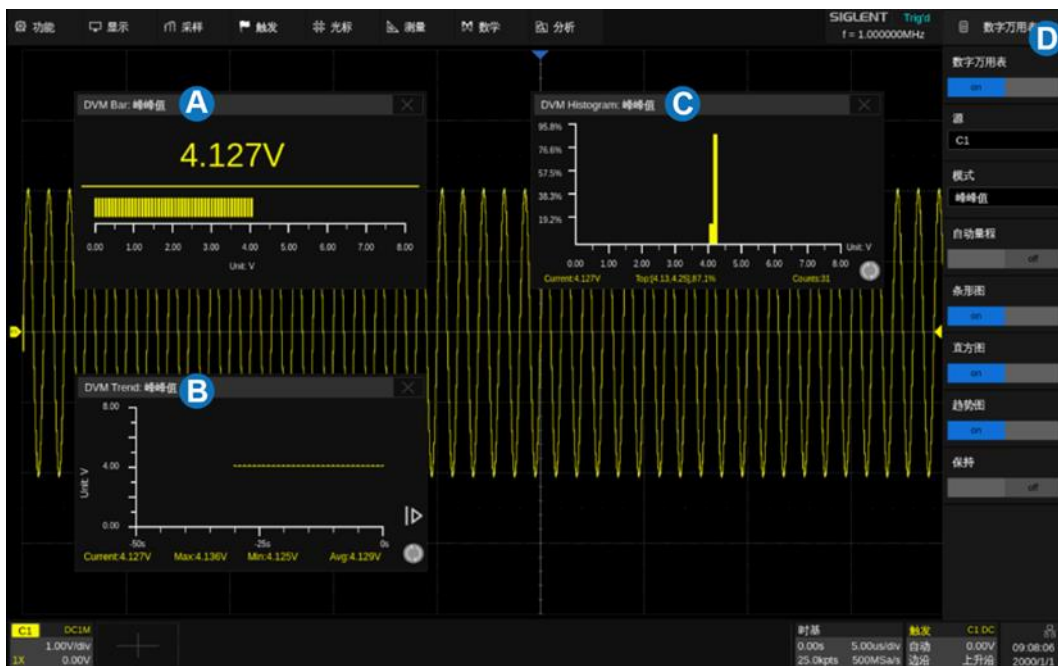 功能 显示 采样 触发 光标 测量 数学 分析
SIGLENT Trig'd
f = 1.000000MHz
数字万用表 D
DVM Bar: 峰峰值 A
4.127V
0.00 1.00 2.00 3.00 4.00 5.00 6.00 7.00 8.00
Unit: V
DVM Histogram: 峰峰值 C
95.8%
76.6%
57.5%
38.3%
19.2%
Unit: V
0.00 1.00 2.00 3.00 4.00 5.00 6.00 7.00 8.00
Current:4.127V Top:[4.13,4.25],87.1% Counts:31
DVM Trend: 峰峰值 B
8.00
4.00
0.00
Unit: V
-50s -25s 0s
Current:4.127V Max:4.136V Min:4.125V Avg:4.129V
数字万用表
on
源
C1
模式
峰峰值
自动量程
off
条形图
on
直方图
on
趋势图
on
保持
off
C1 DC1M
1.00V/div
1X 0.00V
时基
0.00s 5.00us/div
25.0kpts 500MSa/s
触发 C1 DC
自动 0.00V
边沿 上升沿
09:08:06
2000/1/1